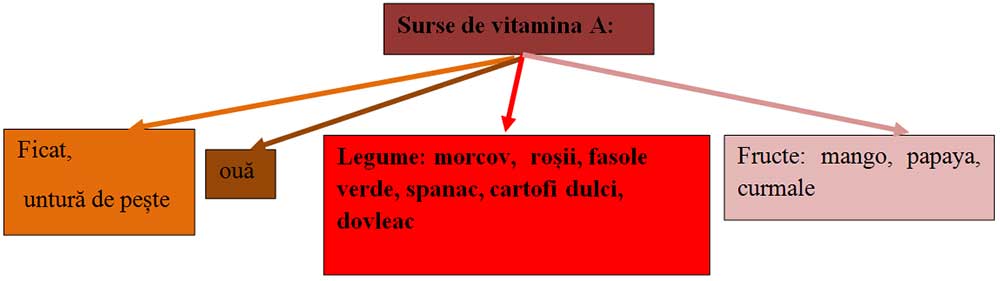 Surse de vitamina A:
Ficat,
untură de pește
ouă
Legume: morcov, roșii, fasole
verde, spanac, cartofi dulci,
dovleac
Fructe: mango, papaya,
curmale